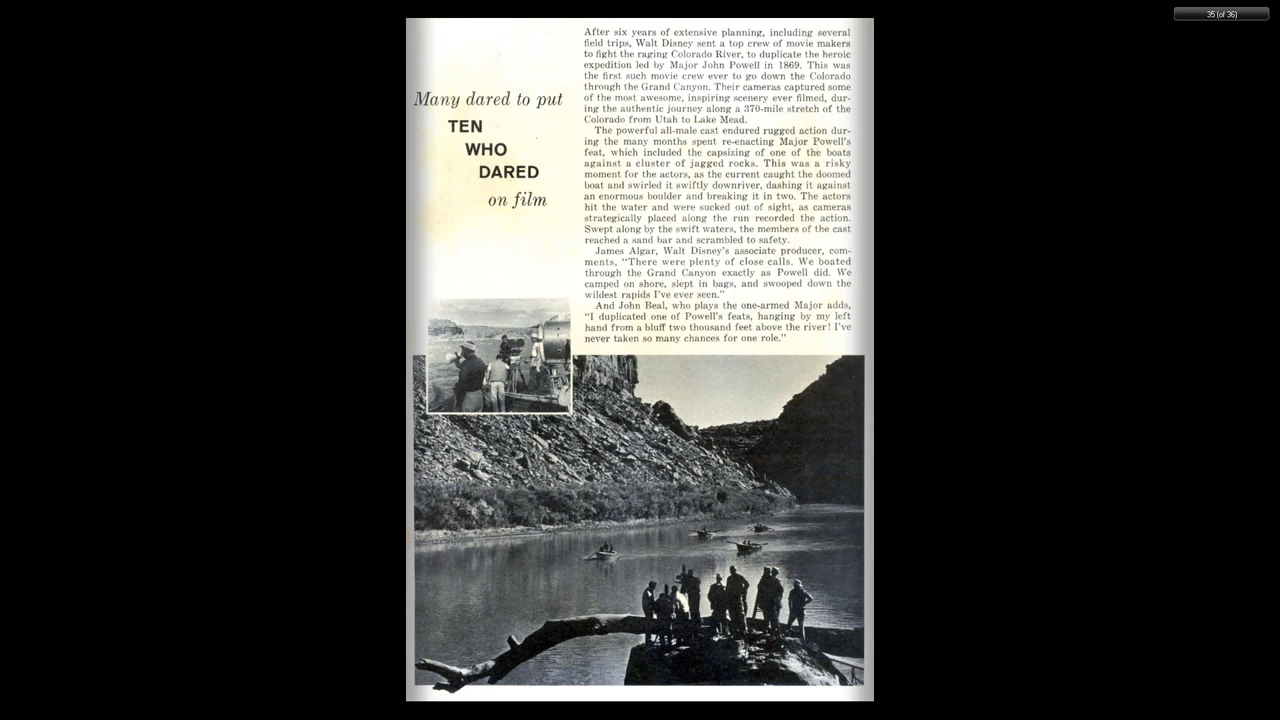 35 (of 36)
Many dared to put
TEN
WHO
DARED
on film
After six years of extensive planning, including several
field trips, Walt Disney sent a top crew of movie makers
to fight the raging Colorado River, to duplicate the heroic
expedition led by Major John Powell in 1869. This was
the first such movie crew ever to go down the Colorado
through the Grand Canyon. Their cameras captured some
of the most awesome, inspiring scenery ever filmed, dur-
ing the authentic journey along a 370-mile stretch of the
Colorado from Utah to Lake Mead.
The powerful all-male cast endured rugged action dur-
ing the many months spent re-enacting Major Powell's
feat, which included the capsizing of one of the boats
against a cluster of jagged rocks. This was a risky
moment for the actors, as the current caught the doomed
boat and swirled it swiftly downriver, dashing it against
an enormous boulder and breaking it in two. The actors
hit the water and were sucked out of sight, as cameras
strategically placed along the run recorded the action.
Swept along by the swift waters, the members of the cast
reached a sand bar and scrambled to safety.
James Algar, Walt Disney's associate producer, com-
ments, "There were plenty of close calls. We boated
through the Grand Canyon exactly as Powell did. We
camped on shore, slept in bags, and swooped down the
wildest rapids I've ever seen."
And John Beal, who plays the one-armed Major adds,
"I duplicated one of Powell's feats, hanging by my left
hand from a bluff two thousand feet above the river! I've
never taken so many chances for one role."